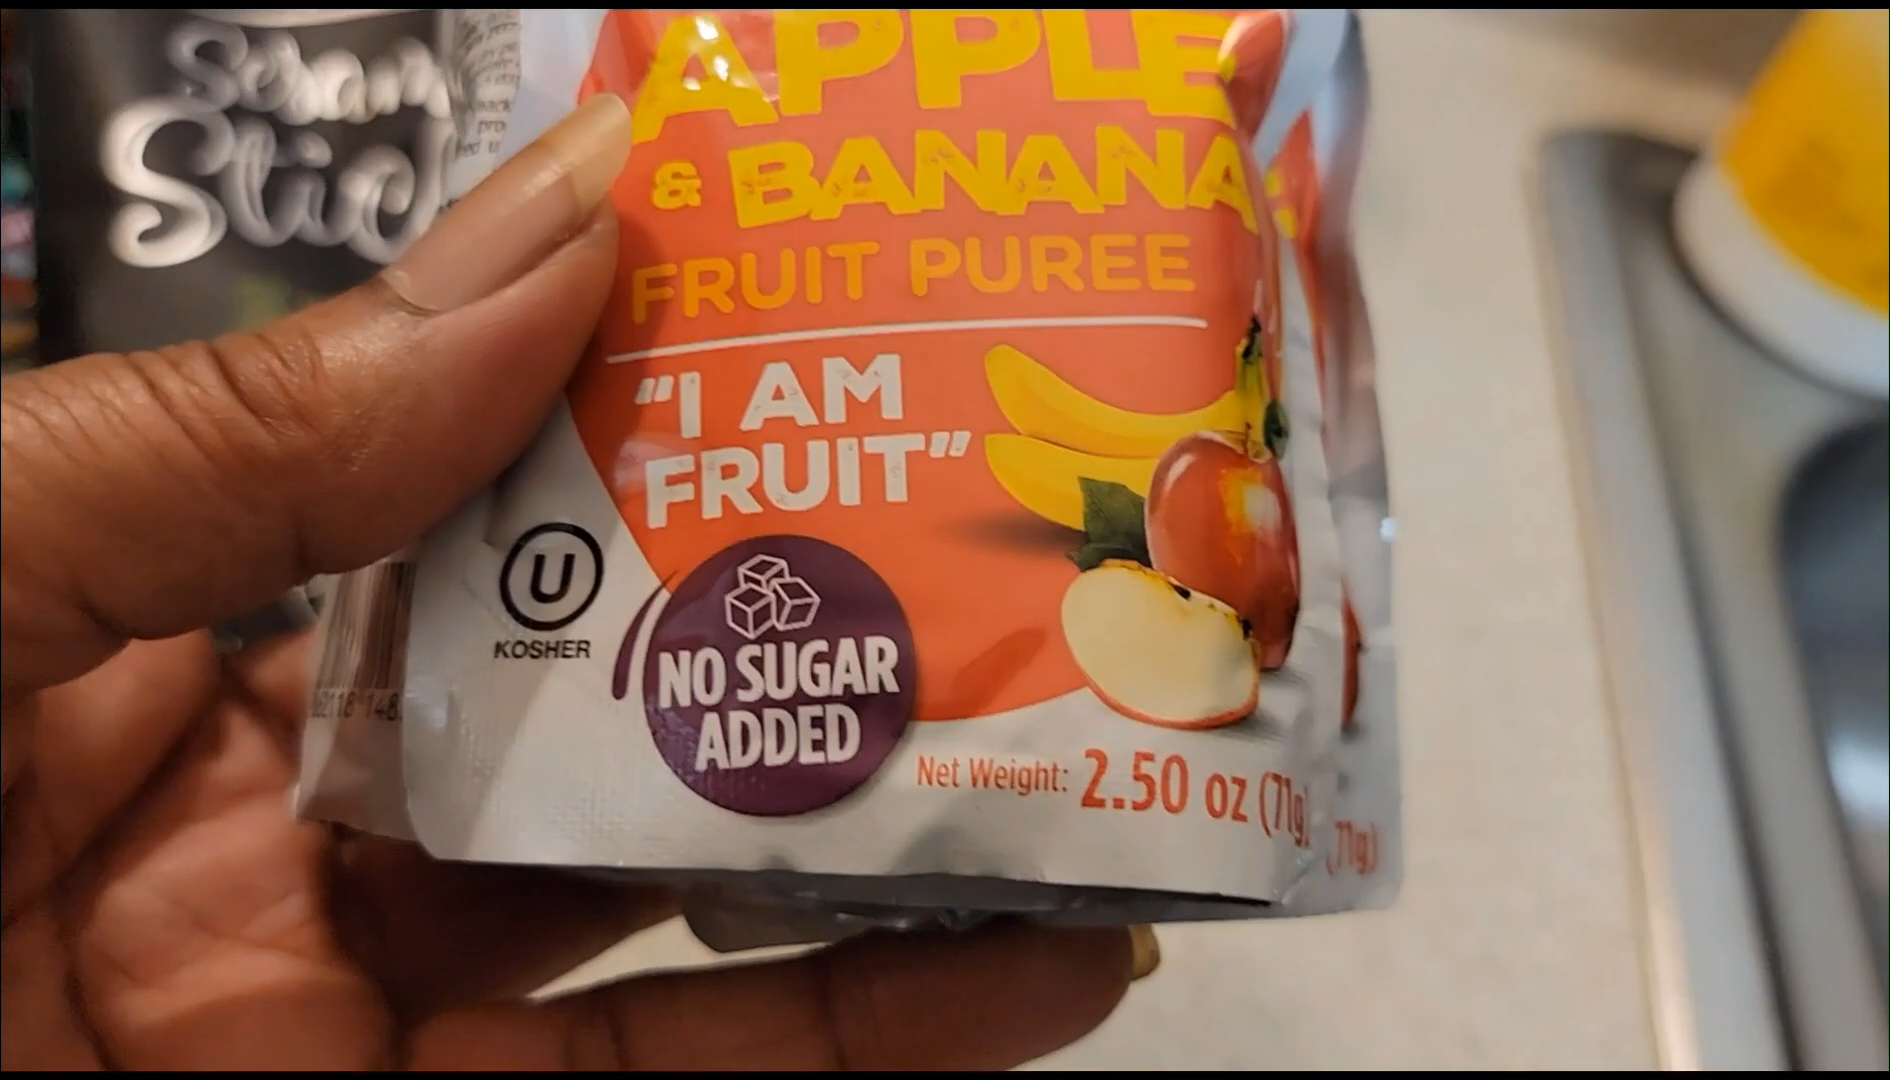 APPLE
& BANANA
FRUIT PUREE
"I AM
FRUIT"
U
KOSHER
NO SUGAR
ADDED
Net Weight: 2.50 oz (71g)
71g)